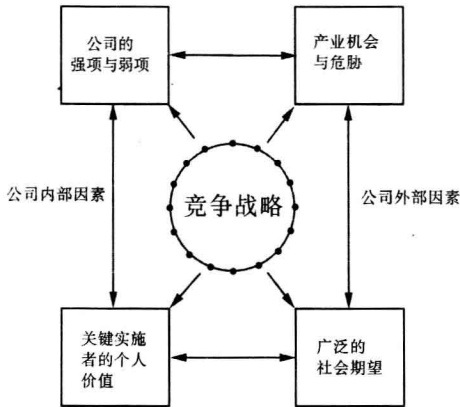 公司的
强项与弱项
产业机会
与危胁
公司内部因素
竞争战略
公司外部因素
关键实施
者的个人
价值
广泛的
社会期望